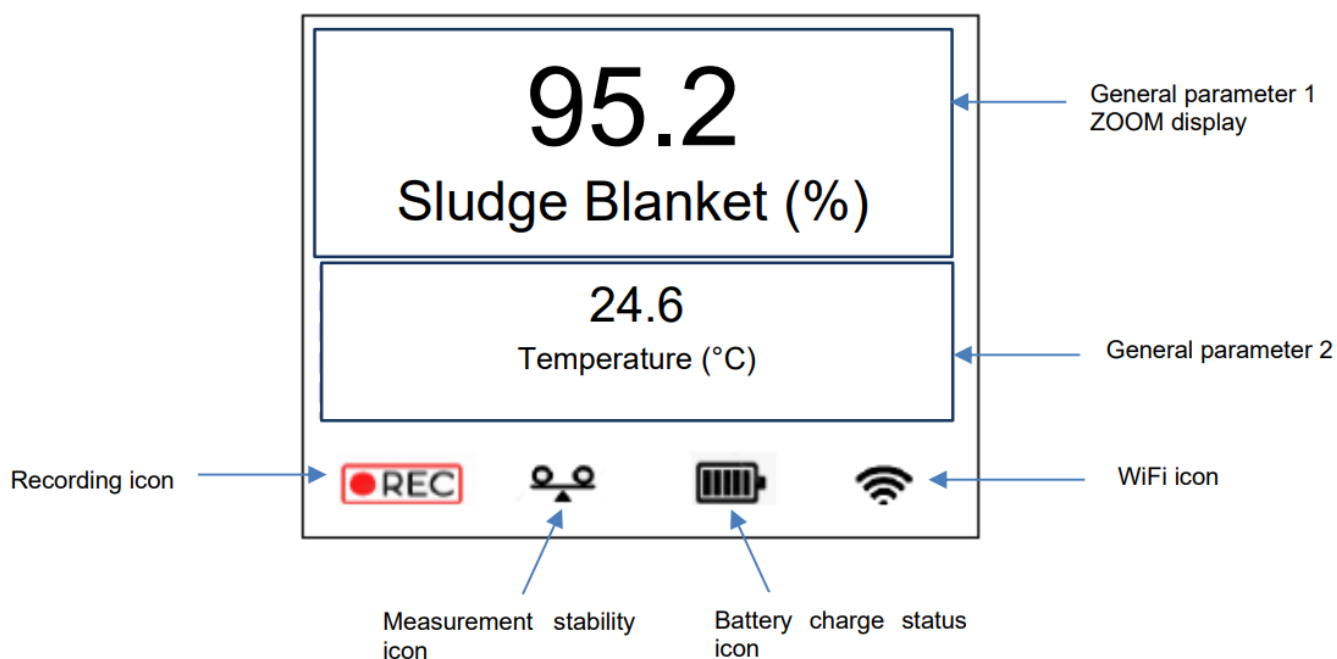 95.2
Sludge Blanket (%)
General parameter 1
ZOOM display
24.6
Temperature (°C)
General parameter 2
Recording icon
REC
WiFi icon
Measurement stability
icon
Battery charge status
icon